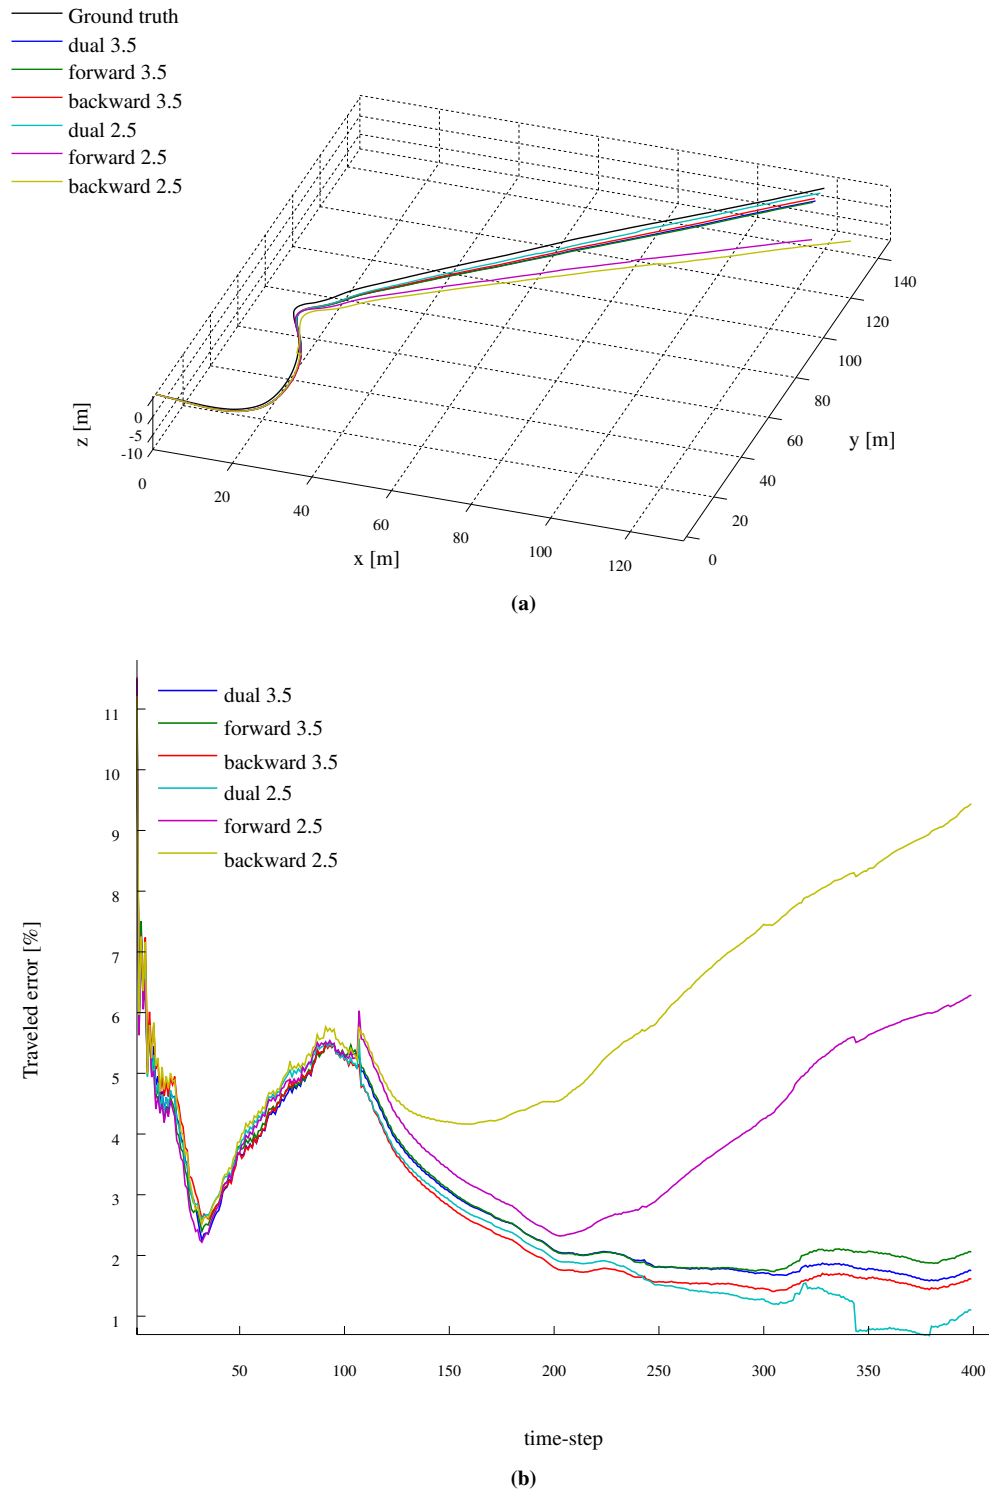 Ground truth
dual 3.5
forward 3.5
backward 3.5
dual 2.5
forward 2.5
backward 2.5
z [m]
0
-5
-10
0
20
40
60
80
100
120
x [m]
0
20
40
60
80
100
120
140
y [m]
(a)
dual 3.5
forward 3.5
backward 3.5
dual 2.5
forward 2.5
backward 2.5
Traveled error [%]
11
10
9
8
7
6
5
4
3
2
1
50 100 150 200 250 300 350 400
time-step
(b)